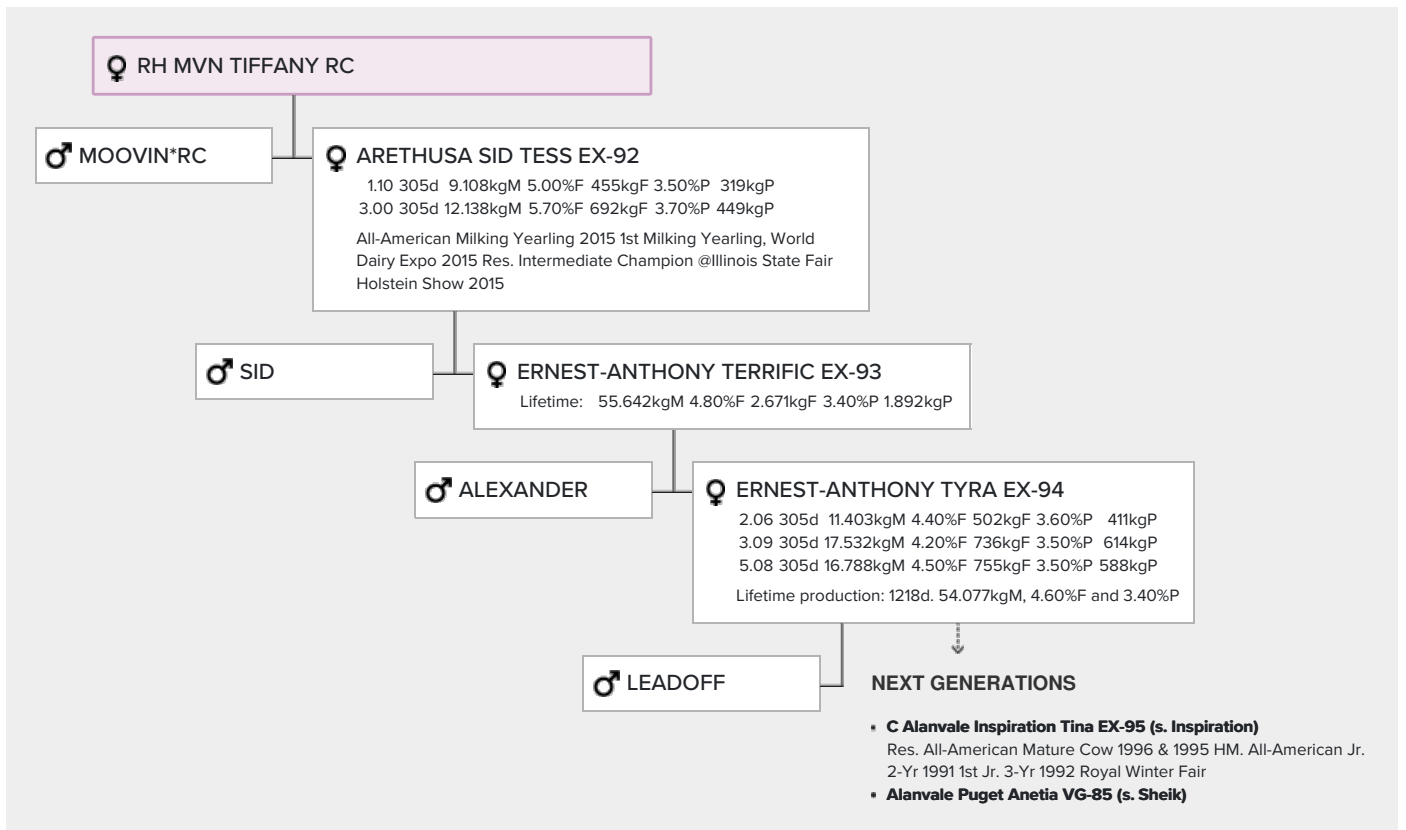 RH MVN TIFFANY RC
MOOVIN*RC
ARETHUSA SID TESS EX-92
1.10 305d 9.108kgM 5.00%F 455kgF 3.50%P 319kgP
3.00 305d 12.138kgM 5.70%F 692kgF 3.70%P 449kgP
All-American Milking Yearling 2015 1st Milking Yearling, World
Dairy Expo 2015 Res. Intermediate Champion @Illinois State Fair
Holstein Show 2015
SID
ERNEST-ANTHONY TERRIFIC EX-93
Lifetime: 55.642kgM 4.80%F 2.671kgF 3.40%P 1.892kgP
ALEXANDER
ERNEST-ANTHONY TYRA EX-94
2.06 305d 11.403kgM 4.40%F 502kgF 3.60%P 411kgP
3.09 305d 17.532kgM 4.20%F 736kgF 3.50%P 614kgP
5.08 305d 16.788kgM 4.50%F 755kgF 3.50%P 588kgP
Lifetime production: 1218d. 54.077kgM, 4.60%F and 3.40%P
LEADOFF
NEXT GENERATIONS
▪ C Alanvale Inspiration Tina EX-95 (s. Inspiration)
Res. All-American Mature Cow 1996 & 1995 HM. All-American Jr.
2-Yr 1991 1st Jr. 3-Yr 1992 Royal Winter Fair
▪ Alanvale Puget Anetia VG-85 (s. Sheik)